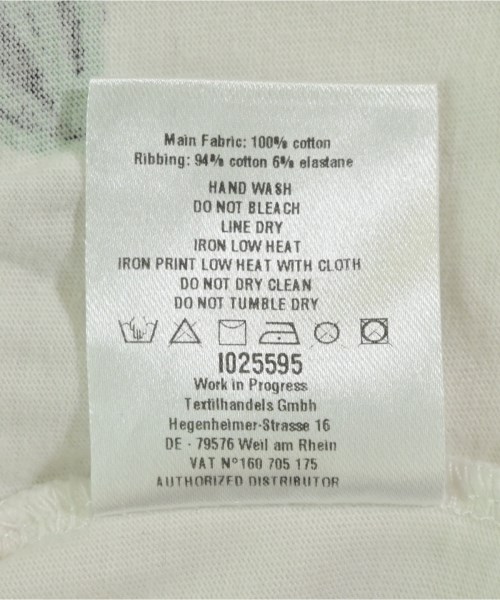 Main Fabric: 100% cotton
Ribbing: 94% cotton 6% elastane
HAND WASH
DO NOT BLEACH
LINE DRY
IRON LOW HEAT
IRON PRINT LOW HEAT WITH CLOTH
DO NOT DRY CLEAN
DO NOT TUMBLE DRY
I025595
Work in Progress
Textilhandels Gmbh
Hegenheimer-Strasse 16
DE - 79576 Weil am Rhein
VAT N°160 705 175
AUTHORIZED DISTRIBUTOR